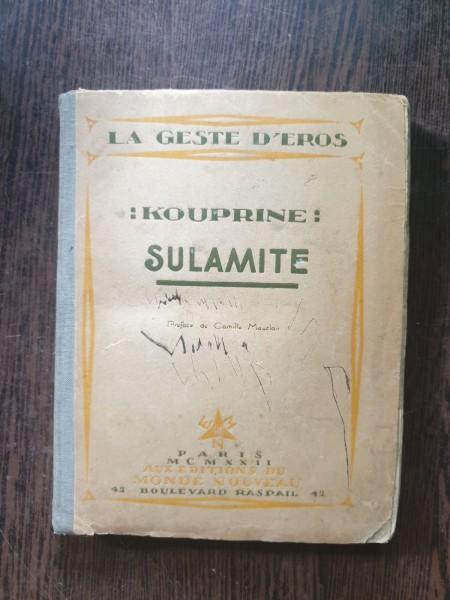 LA GESTE D'EROS
:KOUPRINE:
SULAMITE
Préface de Camille Mauclair
E M
N
PARIS
MCMXXII
AUX EDITIONS DU
MONDE NOUVEAU
42 BOULEVARD RASPAIL 42